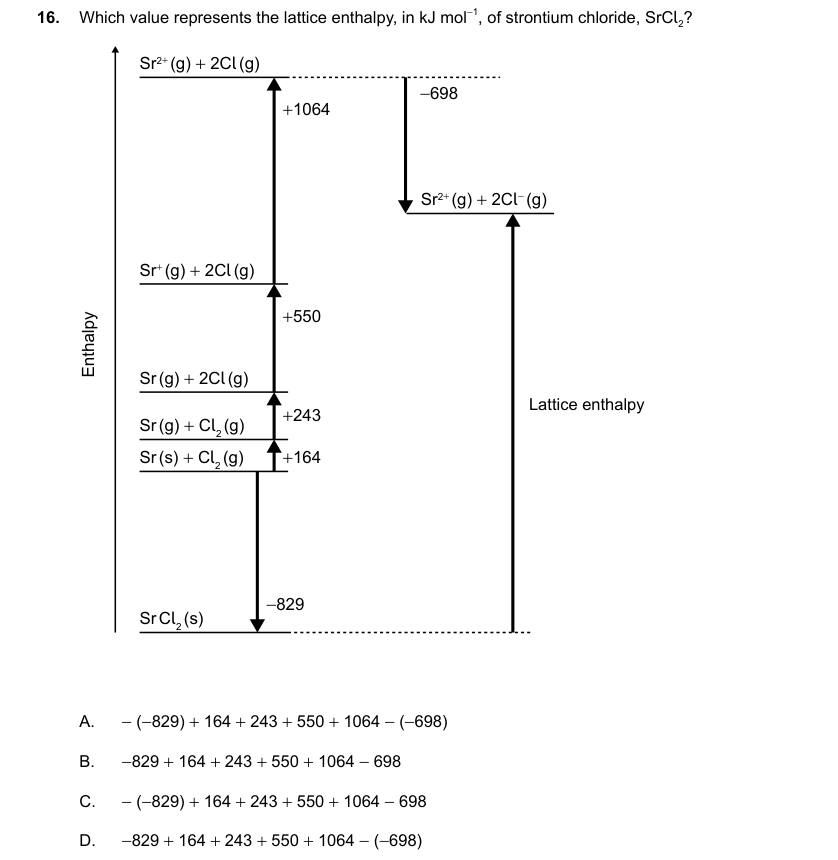 16. Which value represents the lattice enthalpy, in kJ mol⁻¹, of strontium chloride, SrCl₂?
Sr²⁺(g) + 2Cl(g)
−698
+1064
Sr²⁺(g) + 2Cl⁻(g)
Sr⁺(g) + 2Cl(g)
+550
Enthalpy
Sr(g) + 2Cl(g)
Lattice enthalpy
+243
Sr(g) + Cl₂(g)
Sr(s) + Cl₂(g)
+164
−829
SrCl₂(s)
A. − (−829) + 164 + 243 + 550 + 1064 − (−698)
B. −829 + 164 + 243 + 550 + 1064 − 698
C. − (−829) + 164 + 243 + 550 + 1064 − 698
D. −829 + 164 + 243 + 550 + 1064 − (−698)